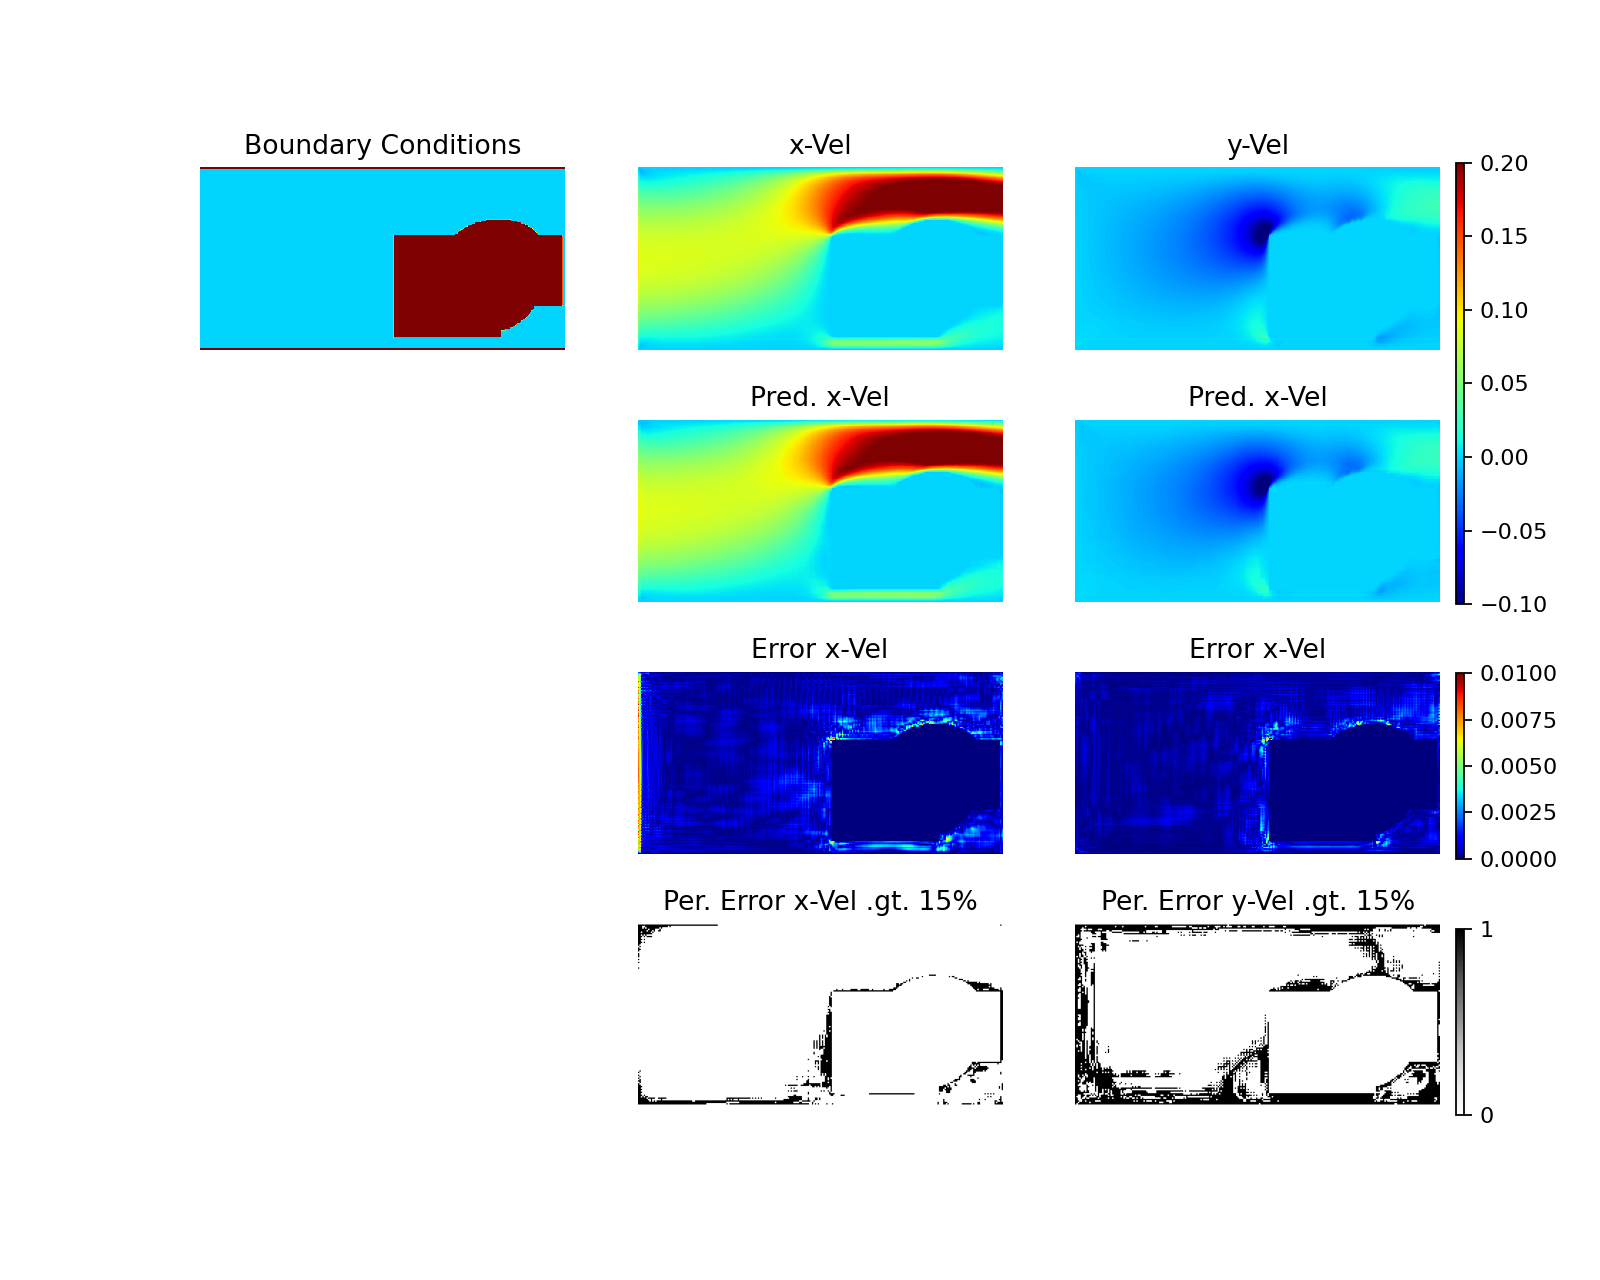 Boundary Conditions
x-Vel
y-Vel
0.20
0.15
0.10
0.05
0.00
−0.05
−0.10
Pred. x-Vel
Pred. x-Vel
Error x-Vel
Error x-Vel
0.0100
0.0075
0.0050
0.0025
0.0000
Per. Error x-Vel .gt. 15%
Per. Error y-Vel .gt. 15%
1
0